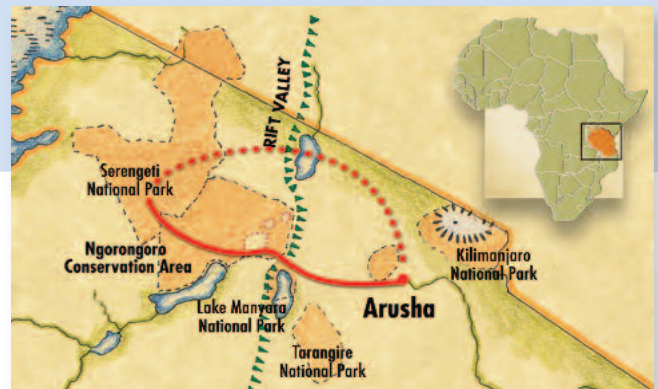 RIFT VALLEY
Serengeti
National Park
Ngorongoro
Conservation Area
Lake Manyara
National Park
Arusha
Kilimanjaro
National Park
Tarangire
National Park